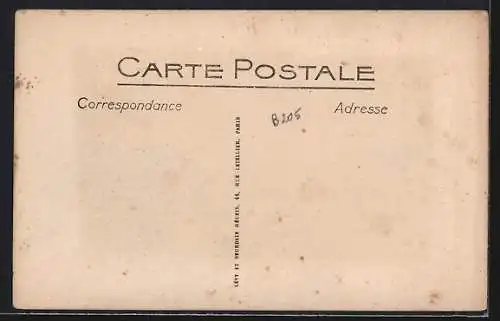 CARTE POSTALE
Correspondance
Adresse
B205
LÉVY ET NEURDEIN RÉUNIS, 44, RUE LETELLIER, PARIS